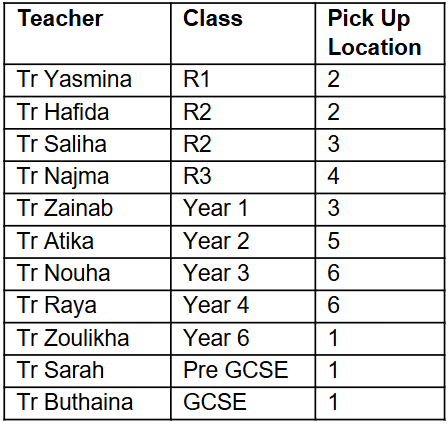 Teacher Class Pick Up Location
Tr Yasmina R1 2
Tr Hafida R2 2
Tr Saliha R2 3
Tr Najma R3 4
Tr Zainab Year 1 3
Tr Atika Year 2 5
Tr Nouha Year 3 6
Tr Raya Year 4 6
Tr Zoulikha Year 6 1
Tr Sarah Pre GCSE 1
Tr Buthaina GCSE 1